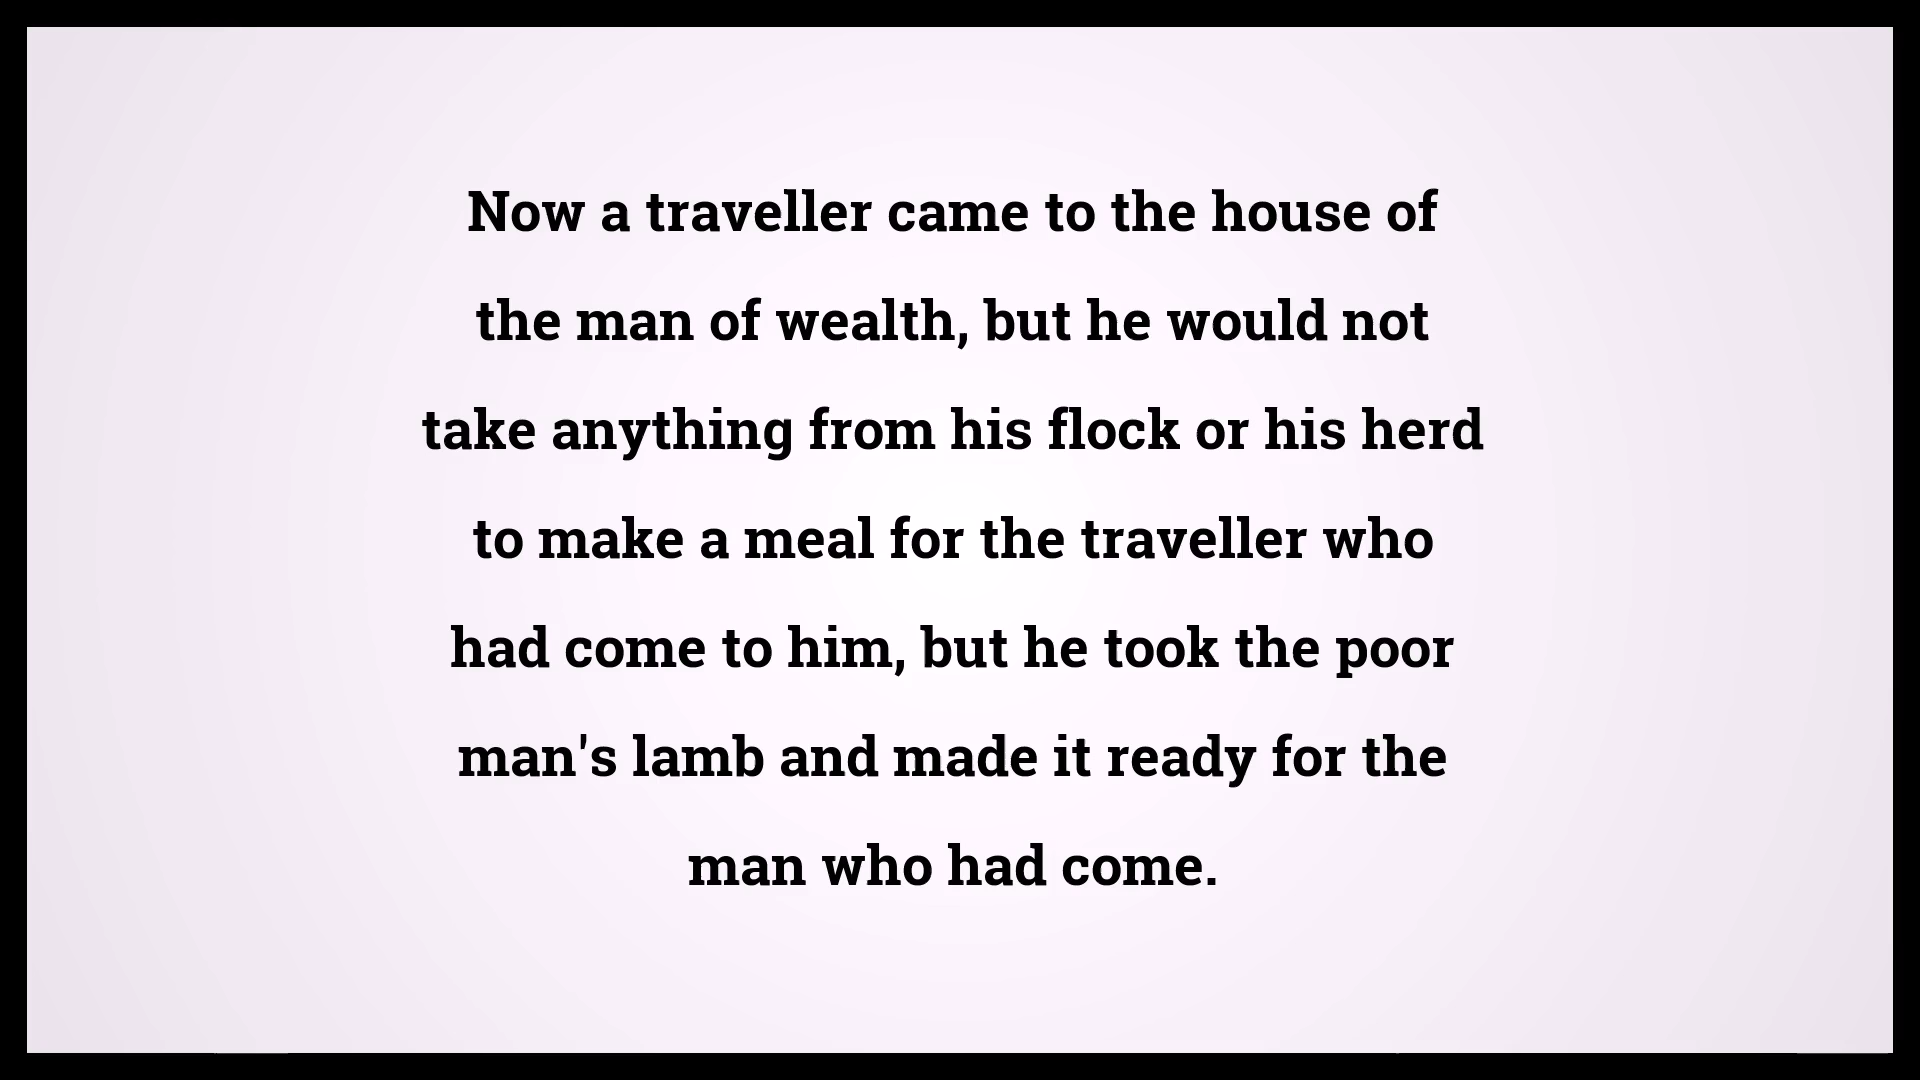 Now a traveller came to the house of
the man of wealth, but he would not
take anything from his flock or his herd
to make a meal for the traveller who
had come to him, but he took the poor
man's lamb and made it ready for the
man who had come.